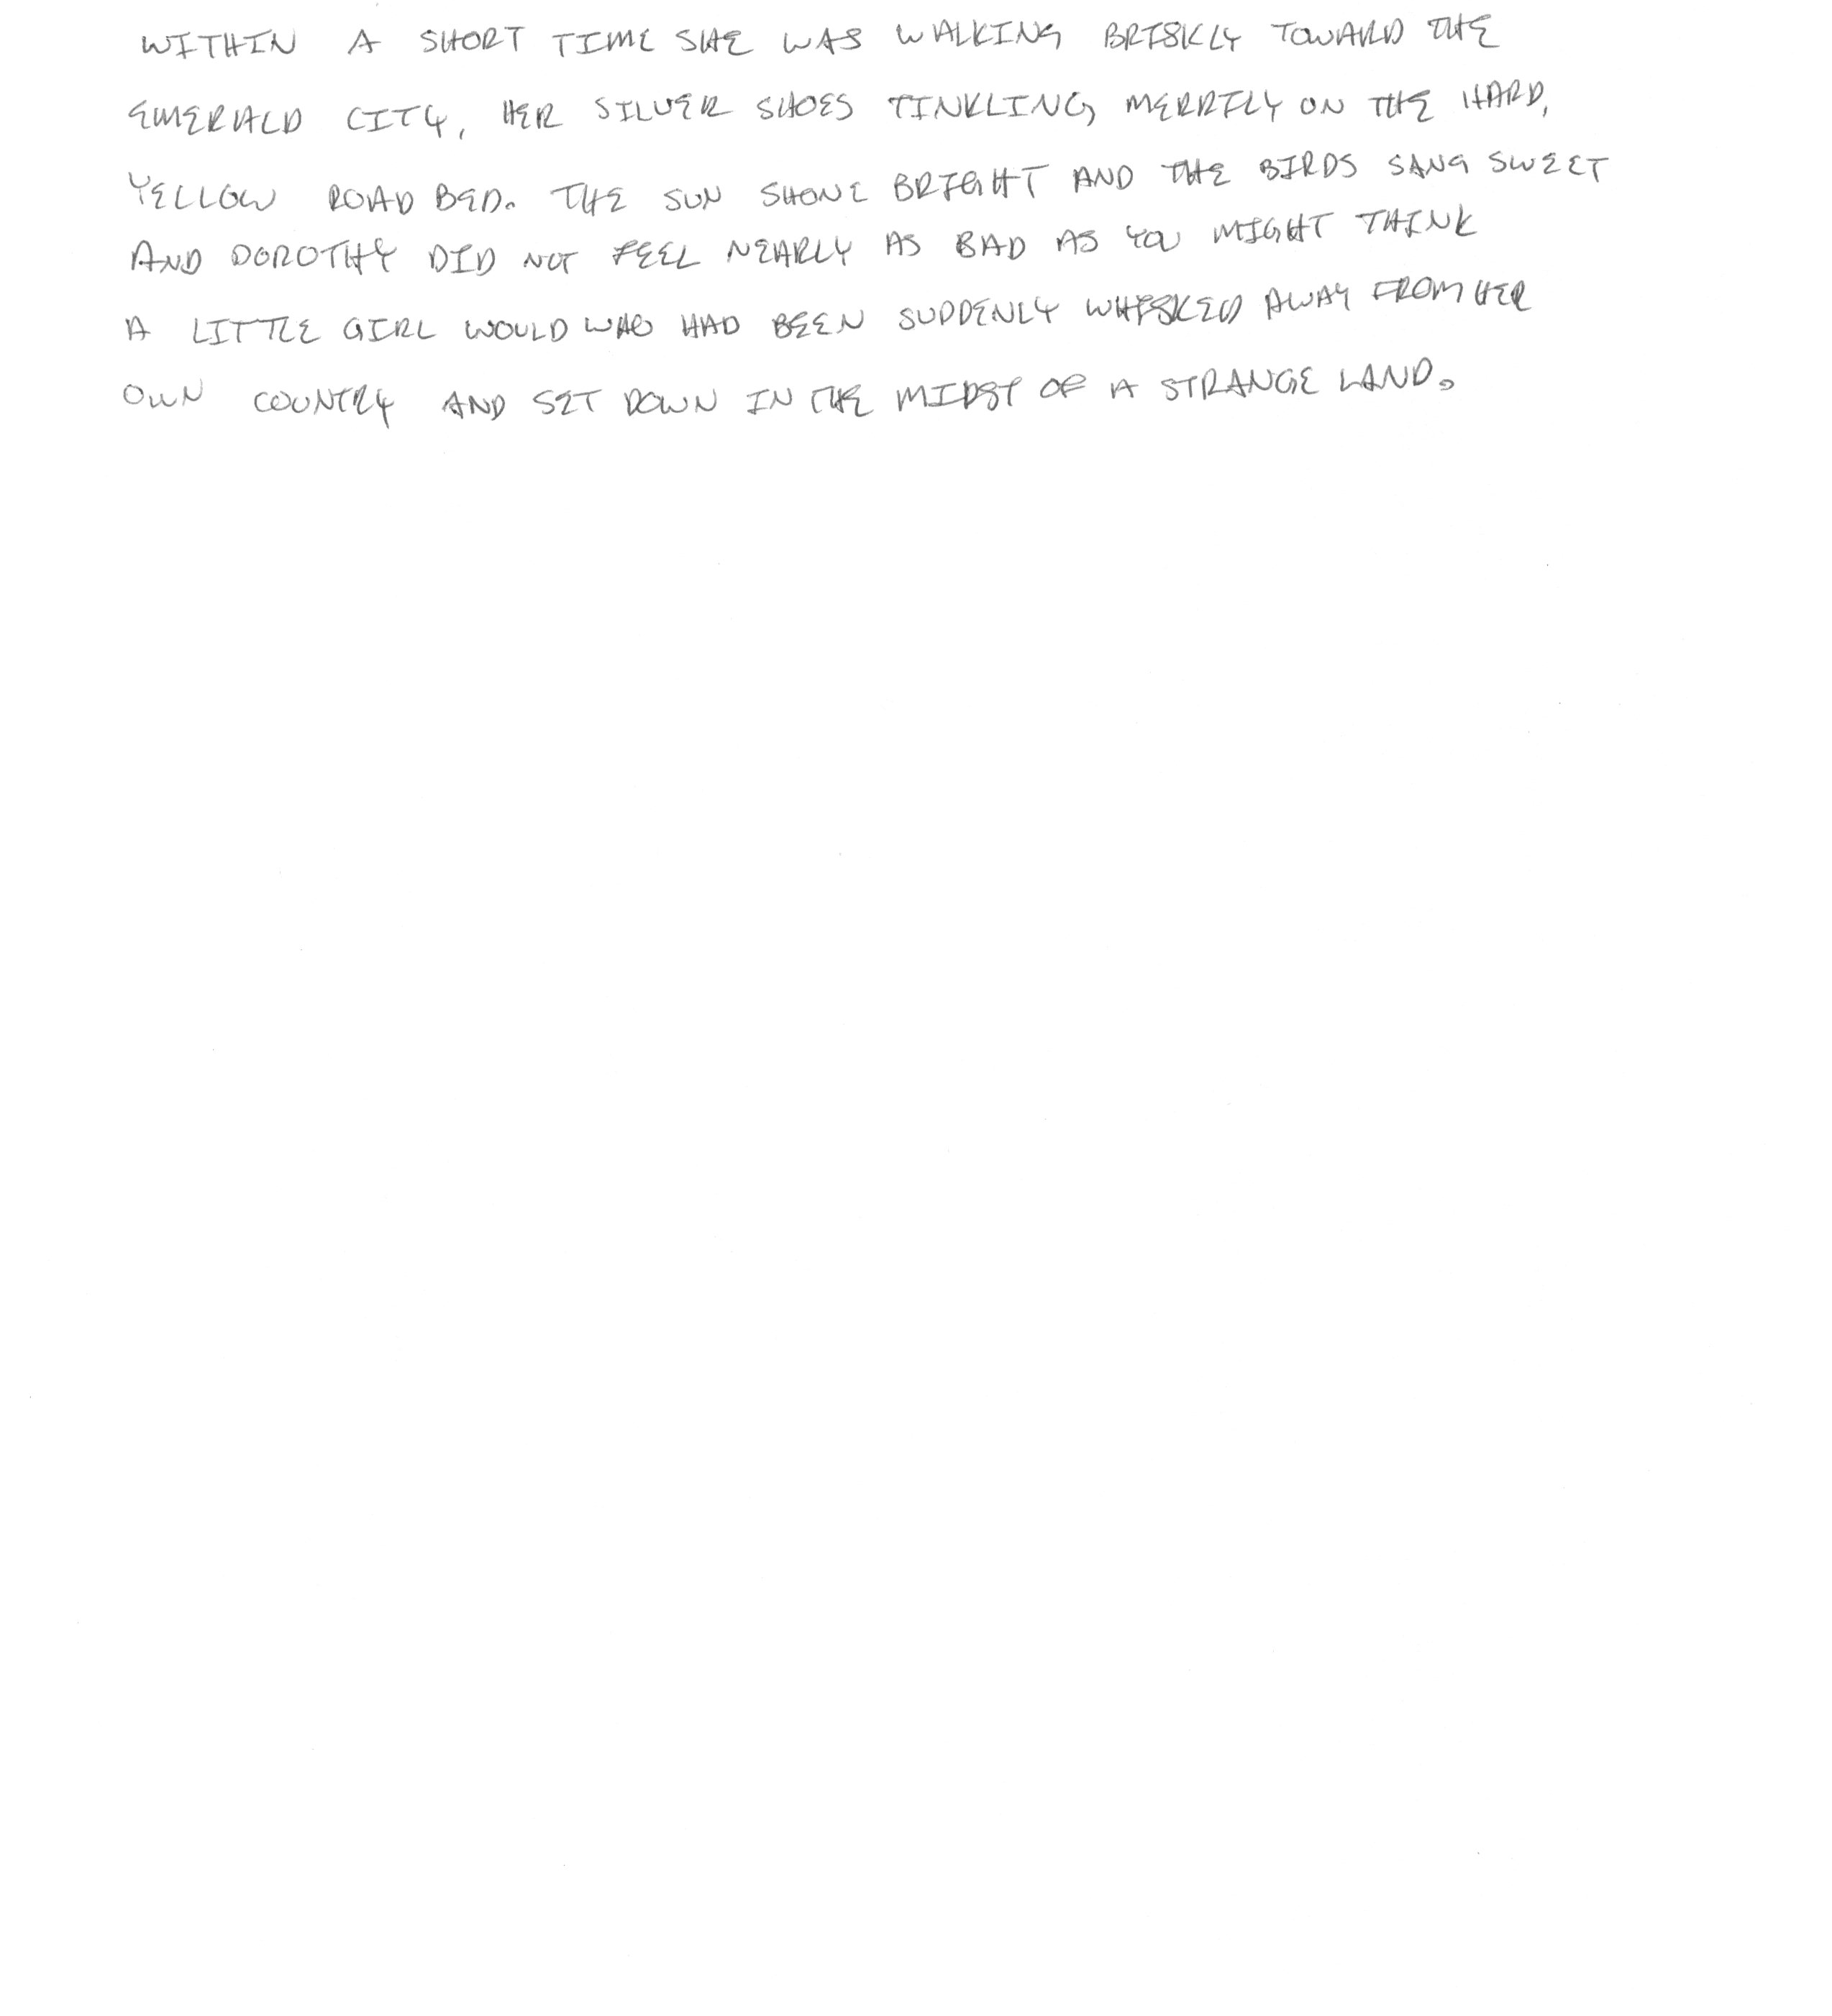 WITHIN A SHORT TIME SHE WAS WALKING BRISKLY TOWARD THE
EMERALD CITY, HER SILVER SHOES TINKLING MERRILY ON THE HARD,
YELLOW ROAD BED. THE SUN SHONE BRIGHT AND THE BIRDS SANG SWEET
AND DOROTHY DID NOT FEEL NEARLY AS BAD AS YOU MIGHT THINK
A LITTLE GIRL WOULD WHO HAD BEEN SUDDENLY WHISKED AWAY FROM HER
OWN COUNTRY AND SET DOWN IN THE MIDST OF A STRANGE LAND.